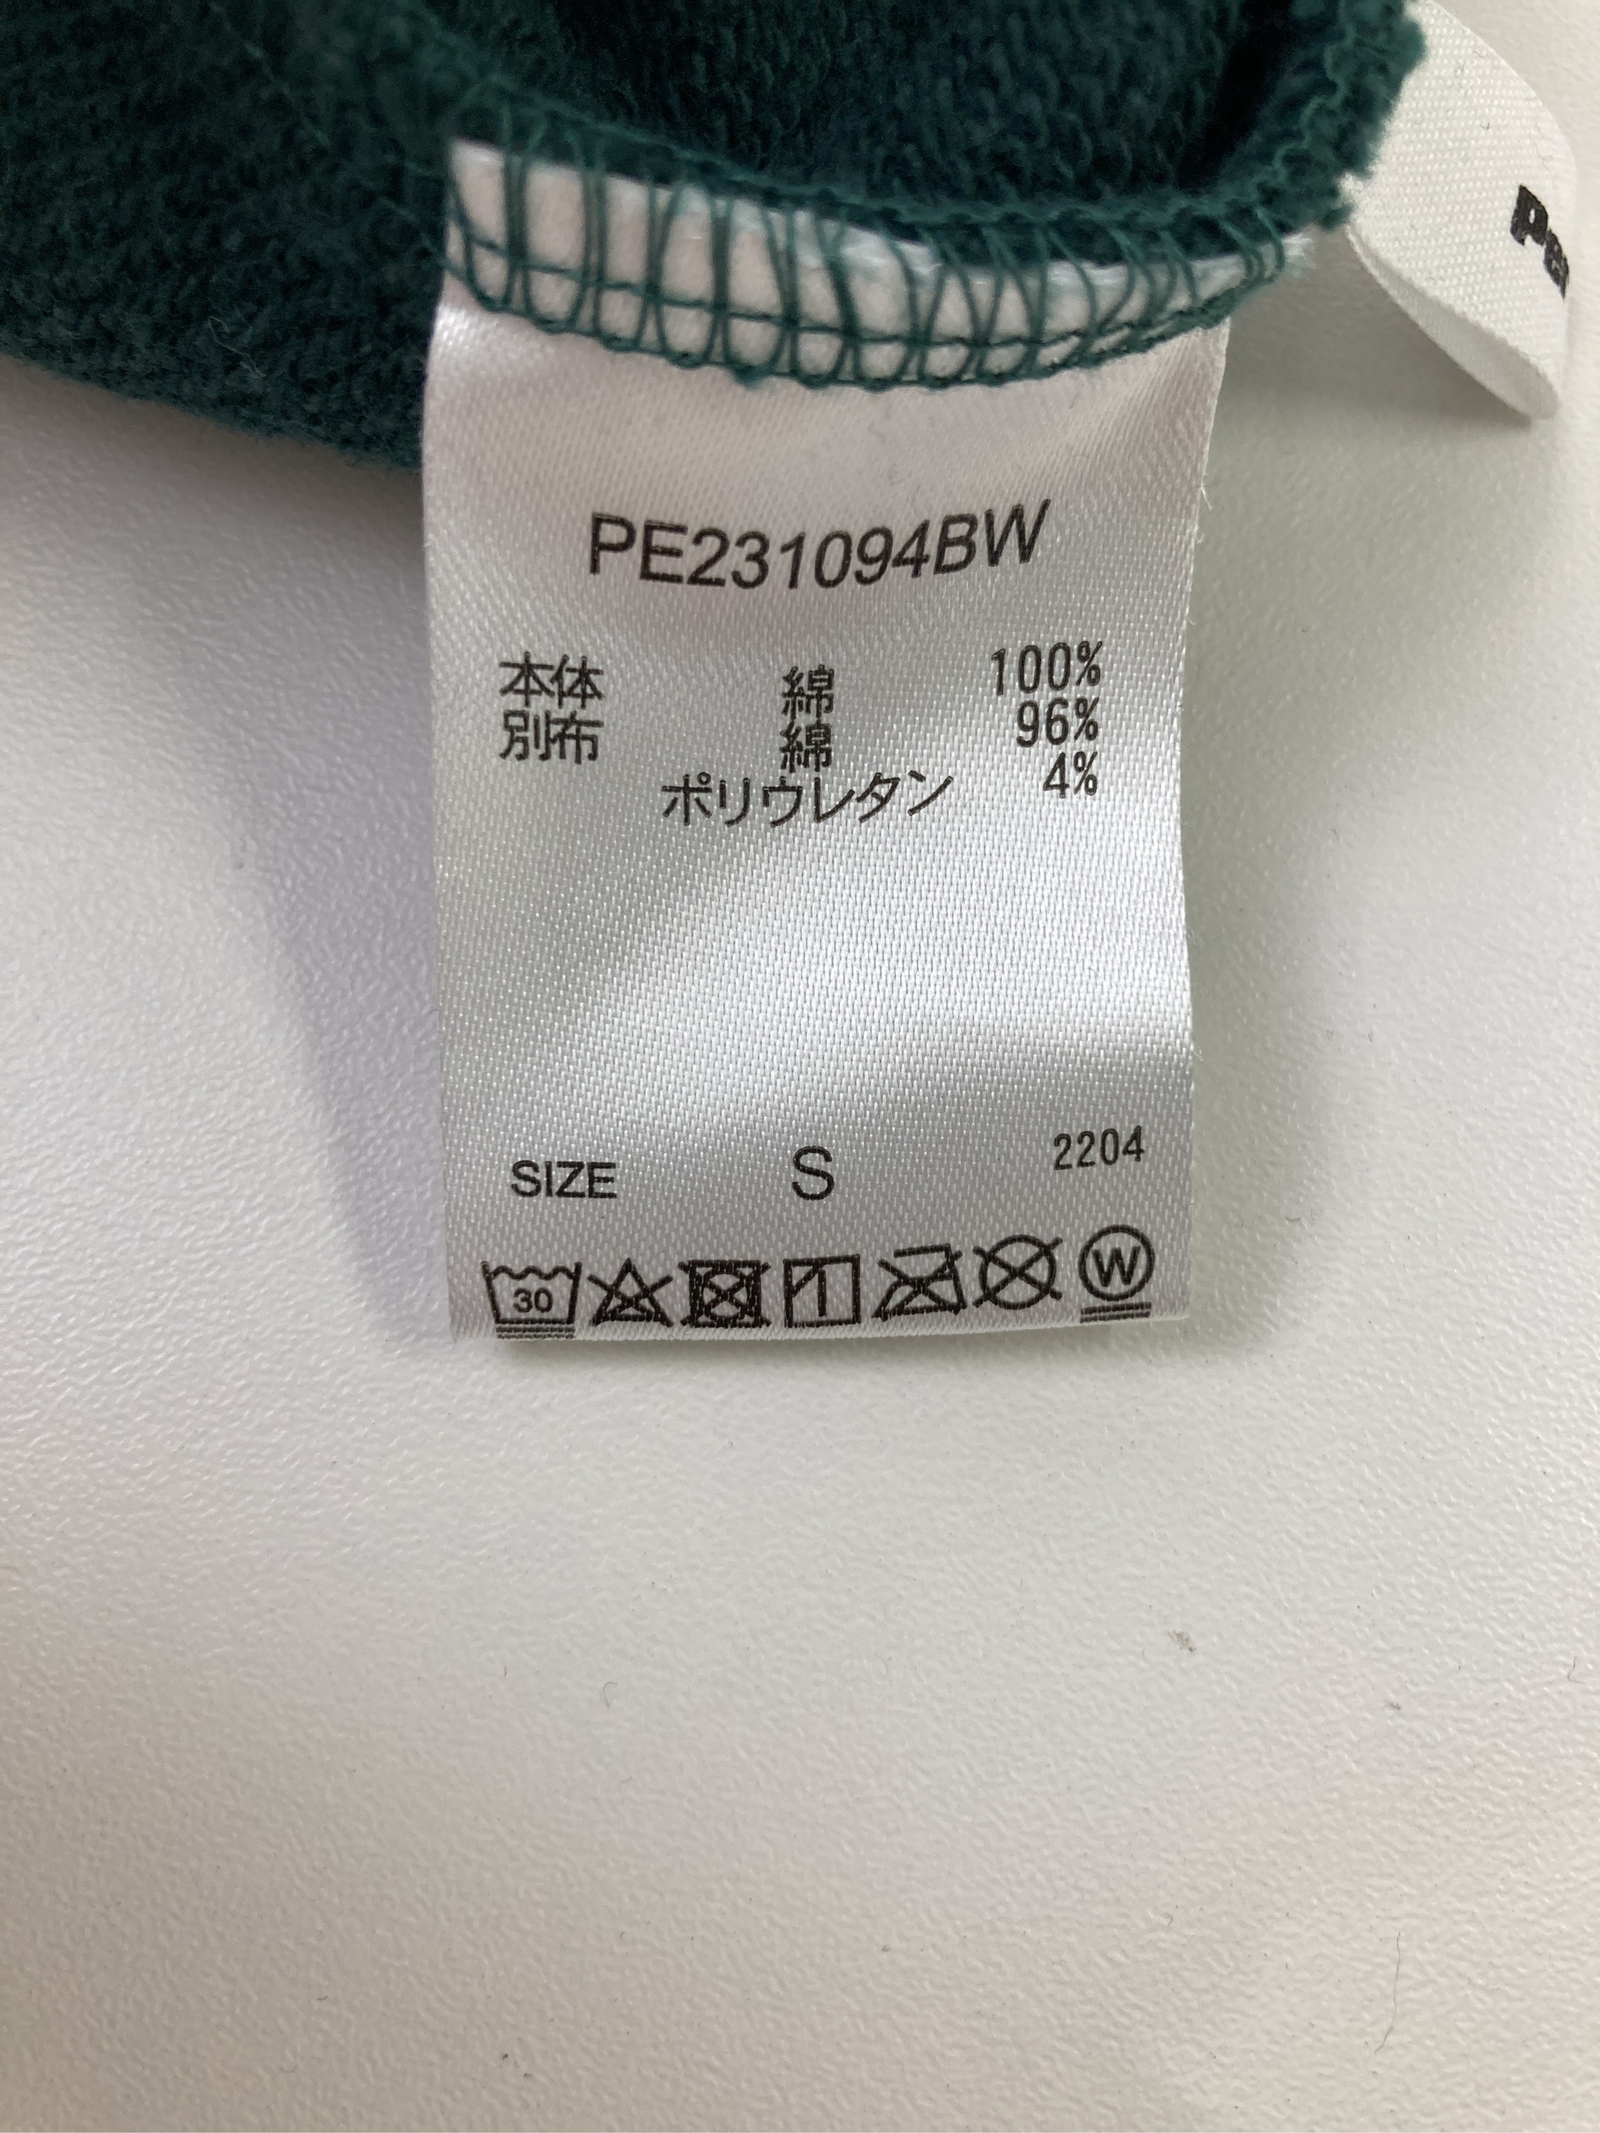 PE231094BW
本体 綿 100%
別布 綿 96%
ポリウレタン 4%
SIZE S 2204
30 W